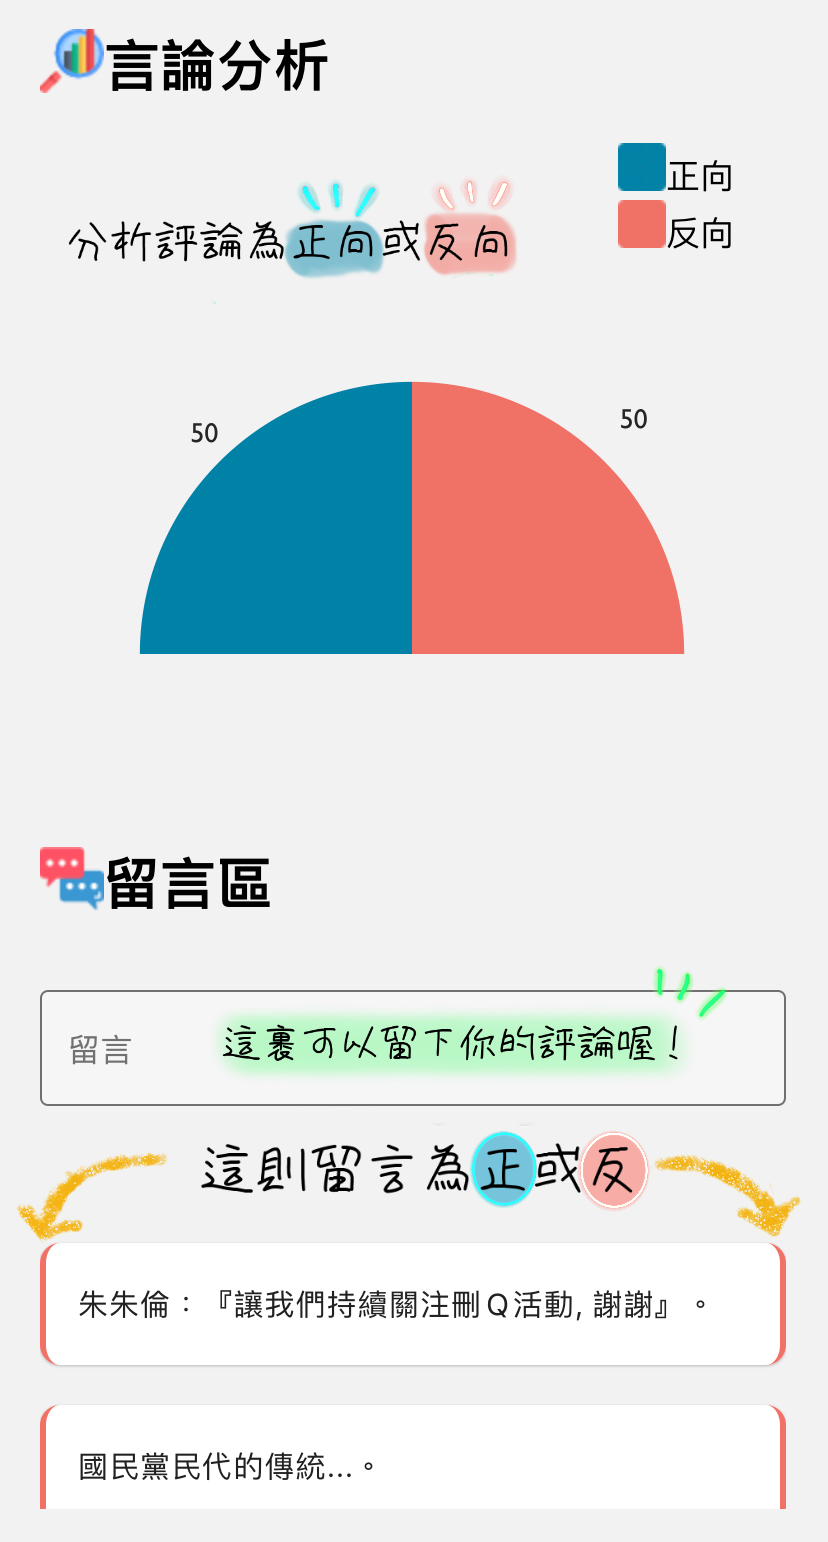 言論分析
正向
反向
分析評論為正向或反向
50
50
留言區
留言
這裏可以留下你的評論喔！
這則留言為正或反
朱朱倫：『讓我們持續關注刪Q活動, 謝謝』。
國民黨民代的傳統...。